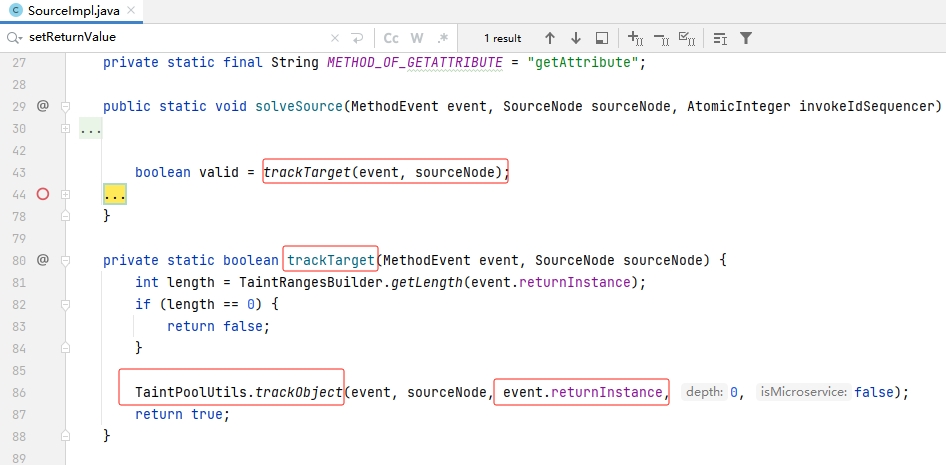 SourceImpl.java
setReturnValue Cc W .* 1 result
27 private static final String METHOD_OF_GETATTRIBUTE = "getAttribute";
28
29 @ public static void solveSource(MethodEvent event, SourceNode sourceNode, AtomicInteger invokeIdSequencer)
30 ...
42
43 boolean valid = trackTarget(event, sourceNode);
44 ...
78 }
79
80 @ private static boolean trackTarget(MethodEvent event, SourceNode sourceNode) {
81 int length = TaintRangesBuilder.getLength(event.returnInstance);
82 if (length == 0) {
83 return false;
84 }
85
86 TaintPoolUtils.trackObject(event, sourceNode, event.returnInstance, depth: 0, isMicroservice: false);
87 return true;
88 }
89